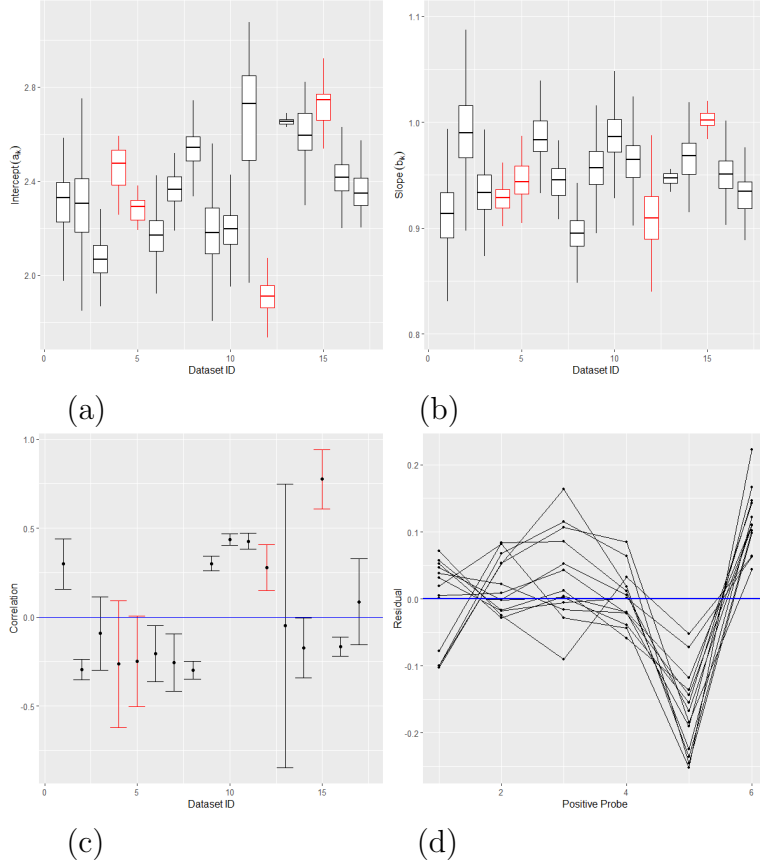 2.8
2.4
2.0
Intercept (aᵢₖ)
0
5
10
15
Dataset ID
(a)
1.1
1.0
0.9
0.8
Slope (bᵢₖ)
0
5
10
15
Dataset ID
(b)
1.0
0.5
0.0
-0.5
Correlation
0
5
10
15
Dataset ID
(c)
0.2
0.1
0.0
-0.1
-0.2
Residual
2
4
6
Positive Probe
(d)